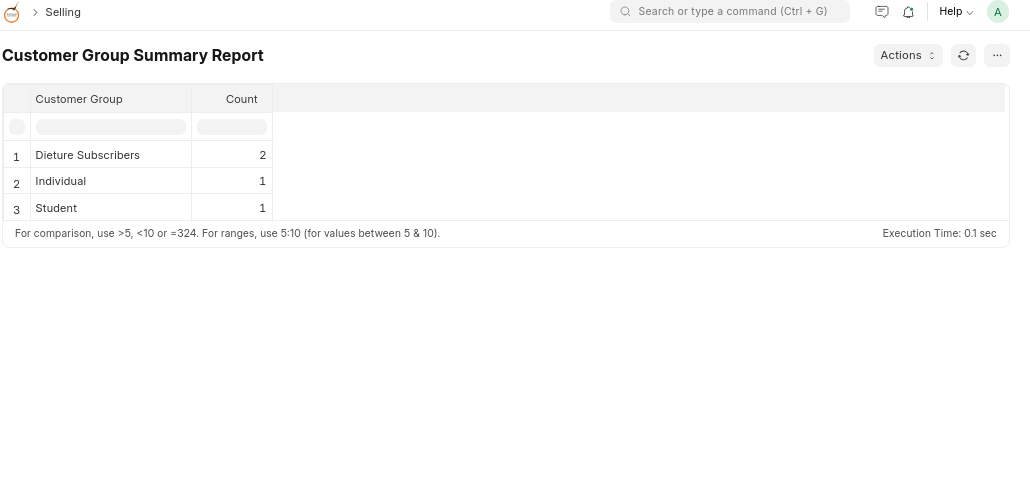 Selling
Search or type a command (Ctrl + G)
Help
A
Customer Group Summary Report
Actions
Customer Group Count
1 Dieture Subscribers 2
2 Individual 1
3 Student 1
For comparison, use >5, <10 or =324. For ranges, use 5:10 (for values between 5 & 10).
Execution Time: 0.1 sec